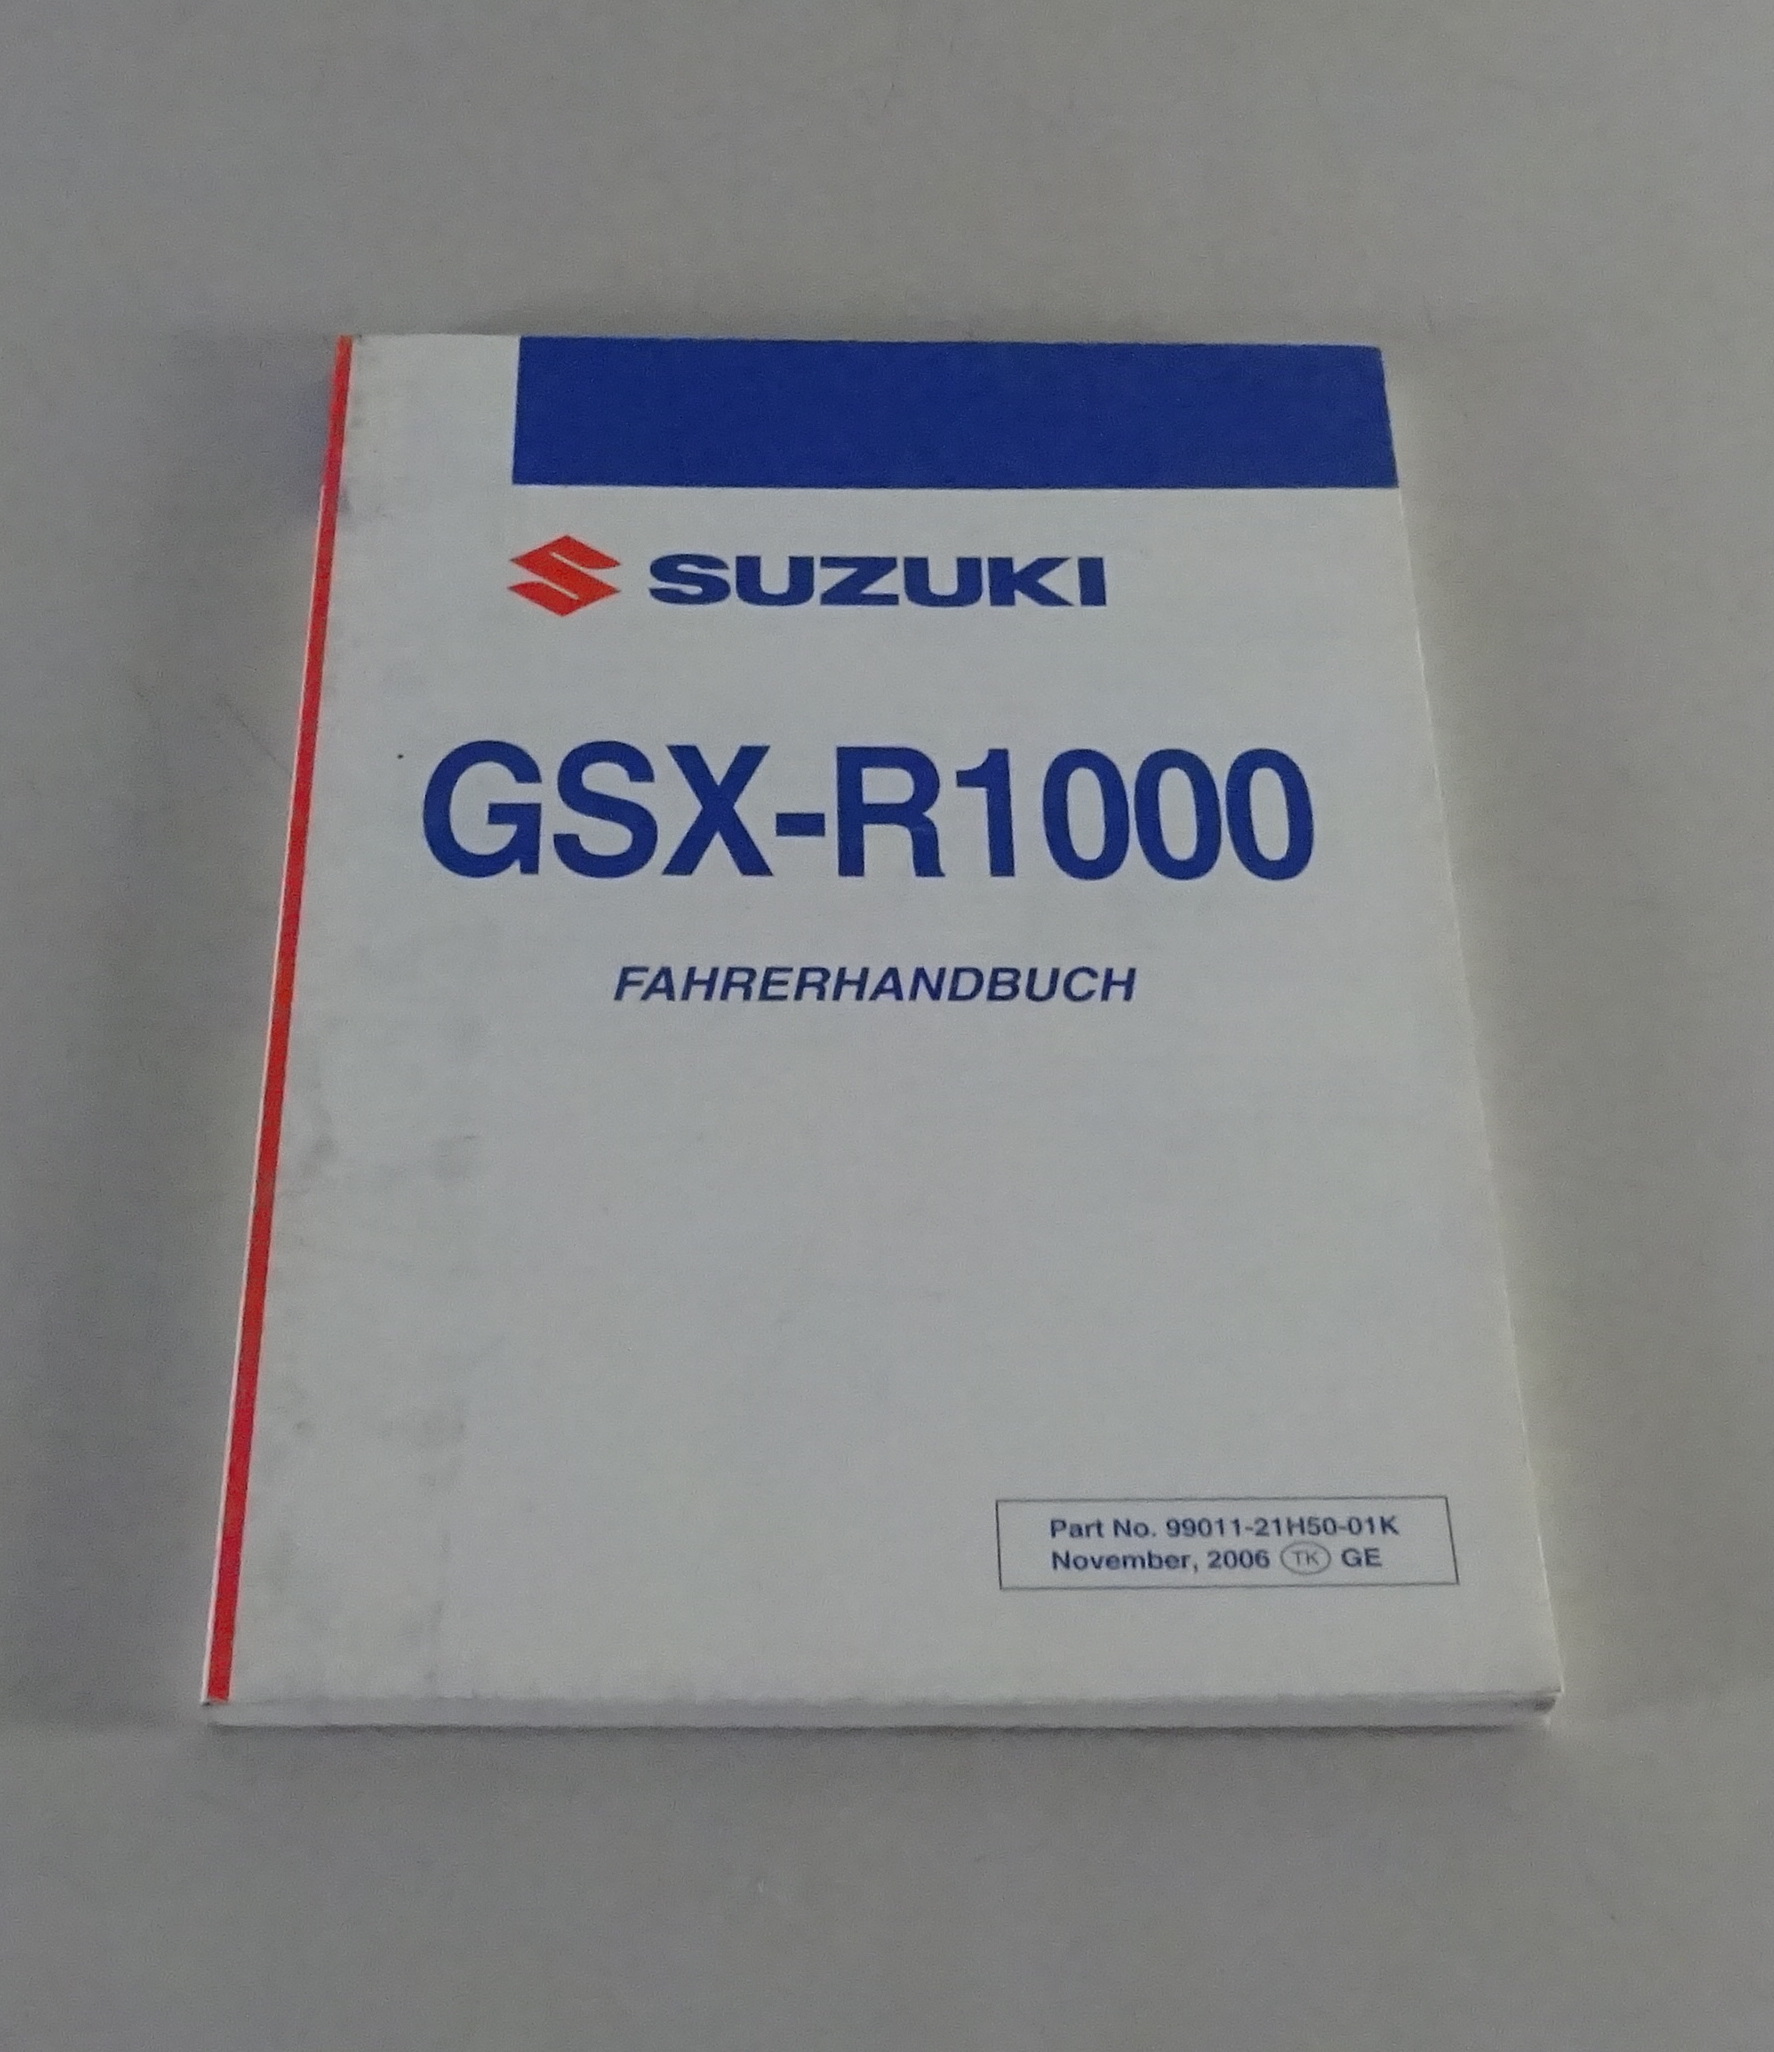 SUZUKI
GSX-R1000
FAHRERHANDBUCH
Part No. 99011-21H50-01K
November, 2006 TK GE